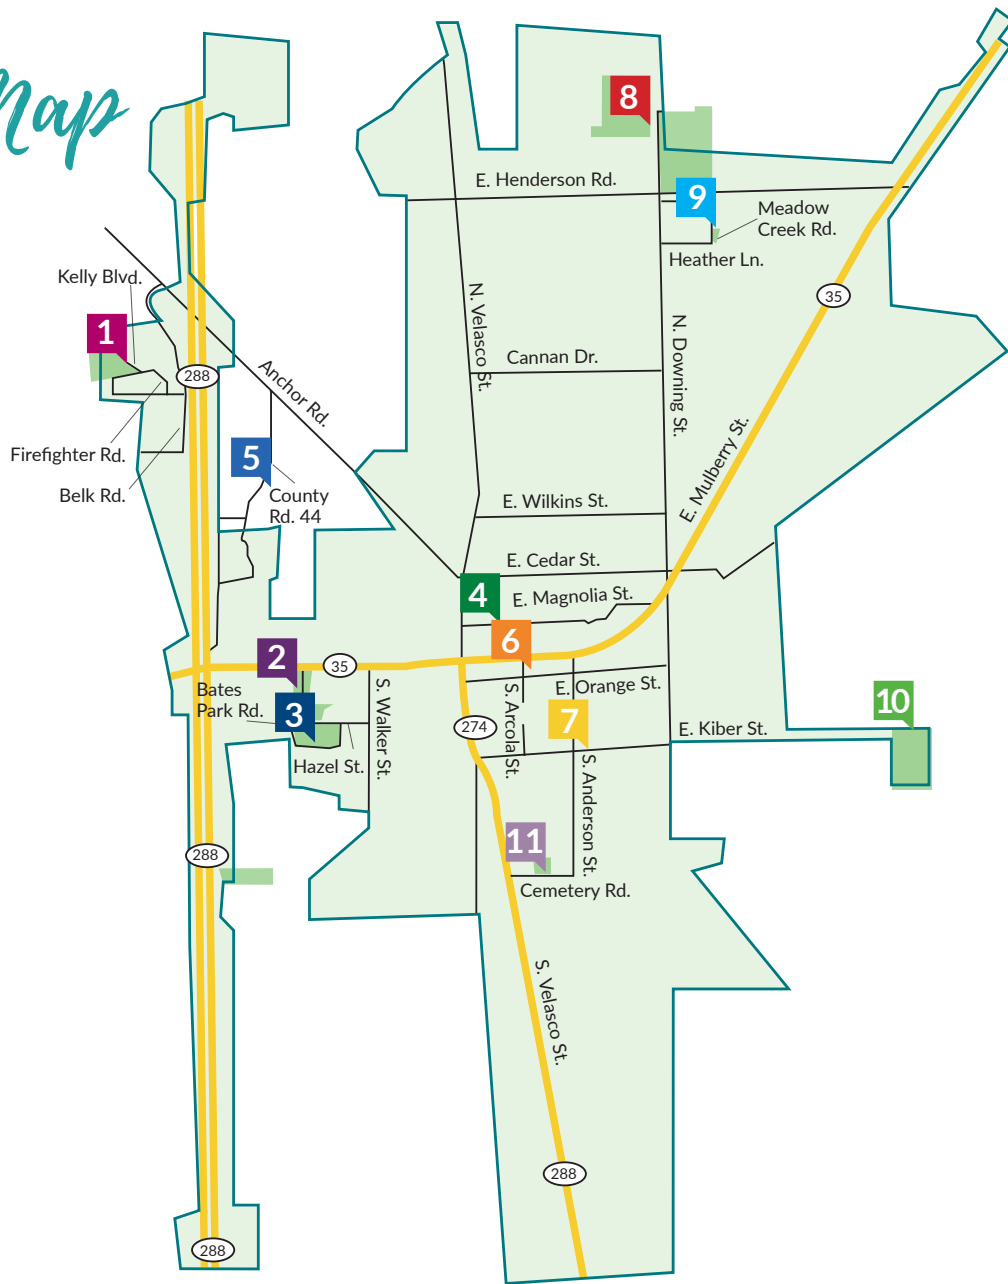 Map
8
E. Henderson Rd.
9
Meadow
Creek Rd.
Heather Ln.
Kelly Blvd.
35
1
N. Velasco St.
N. Downing St.
Cannan Dr.
288
Anchor Rd.
Firefighter Rd.
5
E. Mulberry St.
Belk Rd.
County
Rd. 44
E. Wilkins St.
E. Cedar St.
4
E. Magnolia St.
6
2
35
Bates
Park Rd.
S. Walker St.
E. Orange St.
S. Arcola St.
3
274
7
10
E. Kiber St.
Hazel St.
S. Anderson St.
11
288
Cemetery Rd.
S. Velasco St.
288
288